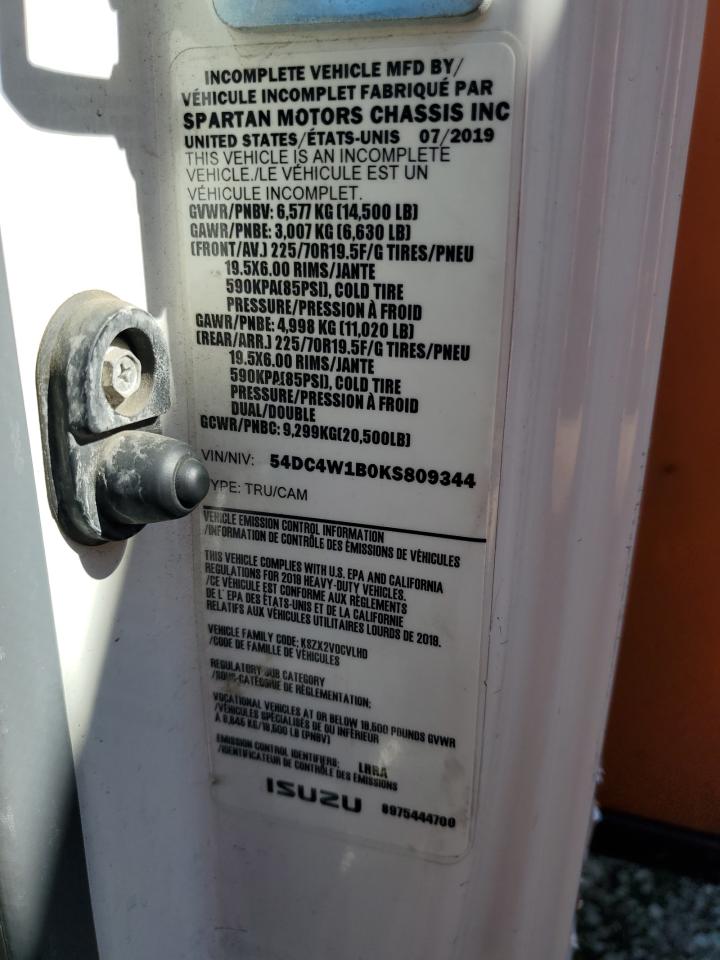 INCOMPLETE VEHICLE MFD BY/
VÉHICULE INCOMPLET FABRIQUÉ PAR
SPARTAN MOTORS CHASSIS INC
UNITED STATES/ÉTATS-UNIS 07/2019
THIS VEHICLE IS AN INCOMPLETE
VEHICLE./LE VÉHICULE EST UN
VÉHICULE INCOMPLET.
GVWR/PNBV: 6,577 KG (14,500 LB)
GAWR/PNBE: 3,007 KG (6,630 LB)
(FRONT/AV.) 225/70R19.5F/G TIRES/PNEU
19.5X6.00 RIMS/JANTE
590KPA(85PSI), COLD TIRE
PRESSURE/PRESSION À FROID
GAWR/PNBE: 4,998 KG (11,020 LB)
(REAR/ARR.) 225/70R19.5F/G TIRES/PNEU
19.5X6.00 RIMS/JANTE
590KPA(85PSI), COLD TIRE
PRESSURE/PRESSION À FROID
DUAL/DOUBLE
GCWR/PNBC: 9,299KG(20,500LB)
VIN/NIV: 54DC4W1B0KS809344
TYPE: TRU/CAM
VEHICLE EMISSION CONTROL INFORMATION
/INFORMATION DE CONTRÔLE DES ÉMISSIONES DE VÉHICULES
THIS VEHICLE COMPLIES WITH U.S. EPA AND CALIFORNIA
REGULATIONS FOR 2019 HEAVY-DUTY VEHICLES.
/CE VÉHICULE EST CONFORME AUX RÈGLEMENTS
DE L' EPA DES ÉTATS-UNIS ET DE LA CALIFORNIE
RELATIFS AUX VÉHICULES UTILITAIRES LOURDS DE 2019.
VEHICLE FAMILY CODE: KSZX2VOCVLHD
/CODE DE FAMILLE DE VÉHICULES
REGULATORY SUB CATEGORY
/SOUS-CATÉGORIE DE RÈGLEMENTATION:
VOCATIONAL VEHICLES AT OR BELOW 19,500 POUNDS GVWR
/VÉHICULES SPÉCIALISÉS DE OU INFÉRIEUR
À 8,845 KG/19,500 LB (PNBV)
EMISSION CONTROL IDENTIFIERS: LRRA
/IDENTIFICATEUR DE CONTRÔLE DES ÉMISSIONS
ISUZU 8975444700